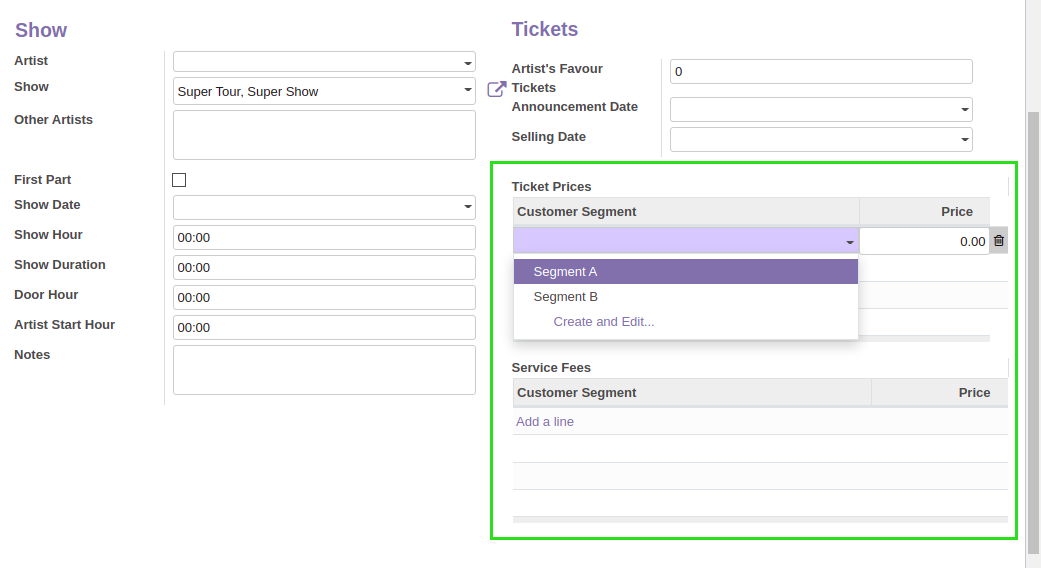 Show
Artist
Show
Super Tour, Super Show
Other Artists
First Part
Show Date
Show Hour
00:00
Show Duration
00:00
Door Hour
00:00
Artist Start Hour
00:00
Notes
Tickets
Artist's Favour
Tickets
0
Announcement Date
Selling Date
Ticket Prices
Customer Segment Price
0.00
Segment A
Segment B
Create and Edit...
Service Fees
Customer Segment Price
Add a line